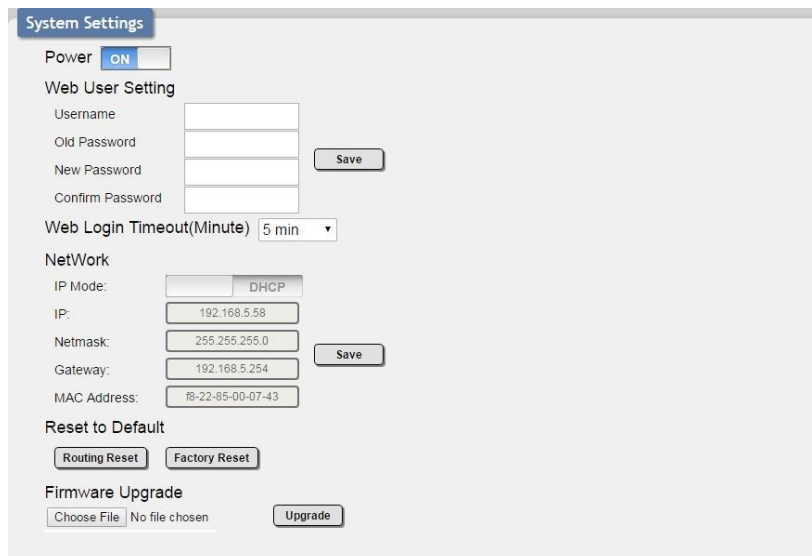 System Settings
Power ON
Web User Setting
Username
Old Password
New Password
Confirm Password
Save
Web Login Timeout(Minute) 5 min
NetWork
IP Mode: DHCP
IP: 192.168.5.58
Netmask: 255.255.255.0
Gateway: 192.168.5.254
MAC Address: f8-22-85-00-07-43
Save
Reset to Default
Routing Reset Factory Reset
Firmware Upgrade
Choose File No file chosen Upgrade